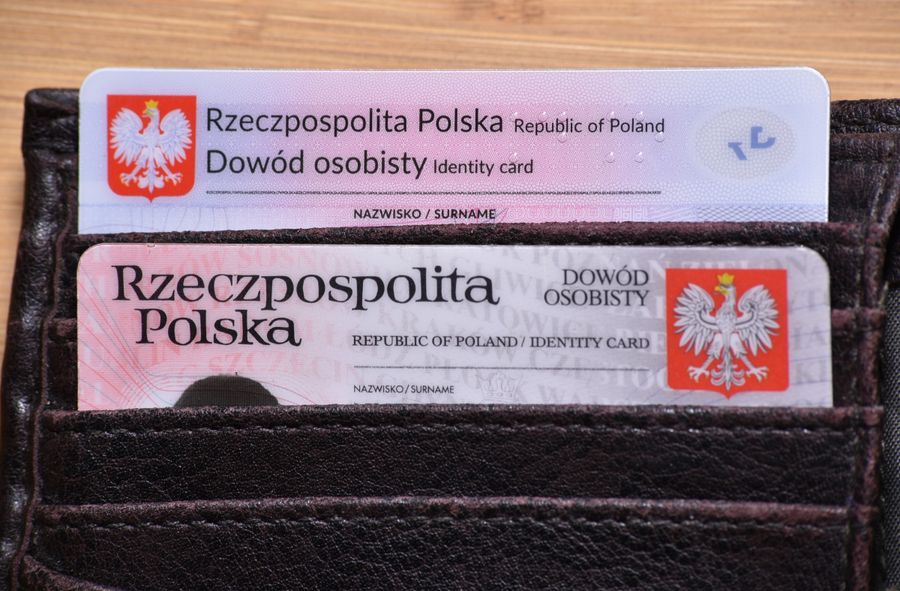 Rzeczpospolita Polska Republic of Poland
Dowód osobisty Identity card
NAZWISKO / SURNAME
Rzeczpospolita
Polska
DOWÓD
OSOBISTY
REPUBLIC OF POLAND / IDENTITY CARD
NAZWISKO / SURNAME